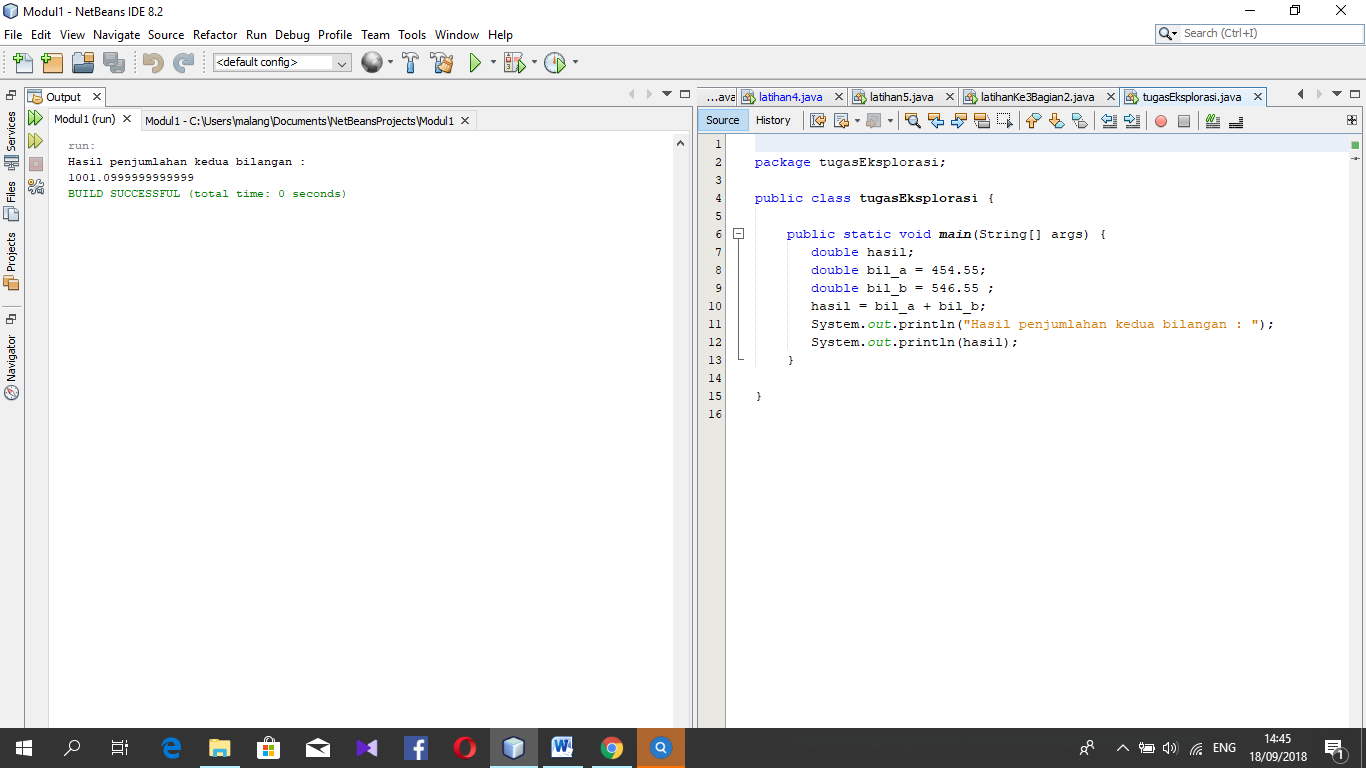 Modul1 - NetBeans IDE 8.2
File Edit View Navigate Source Refactor Run Debug Profile Team Tools Window Help
Search (Ctrl+I)
<default config>
Output
Modul1 (run)
Modul1 - C:\Users\malang\Documents\NetBeansProjects\Modul1
run:
Hasil penjumlahan kedua bilangan :
1001.0999999999999
BUILD SUCCESSFUL (total time: 0 seconds)
Services
Files
Projects
Navigator
...ava latihan4.java latihan5.java latihanKe3Bagian2.java tugasEksplorasi.java
Source History
1
2 package tugasEksplorasi;
3
4 public class tugasEksplorasi {
5
6 public static void main(String[] args) {
7 double hasil;
8 double bil_a = 454.55;
9 double bil_b = 546.55 ;
10 hasil = bil_a + bil_b;
11 System.out.println("Hasil penjumlahan kedua bilangan : ");
12 System.out.println(hasil);
13 }
14
15 }
16
ENG
14:45
18/09/2018
1